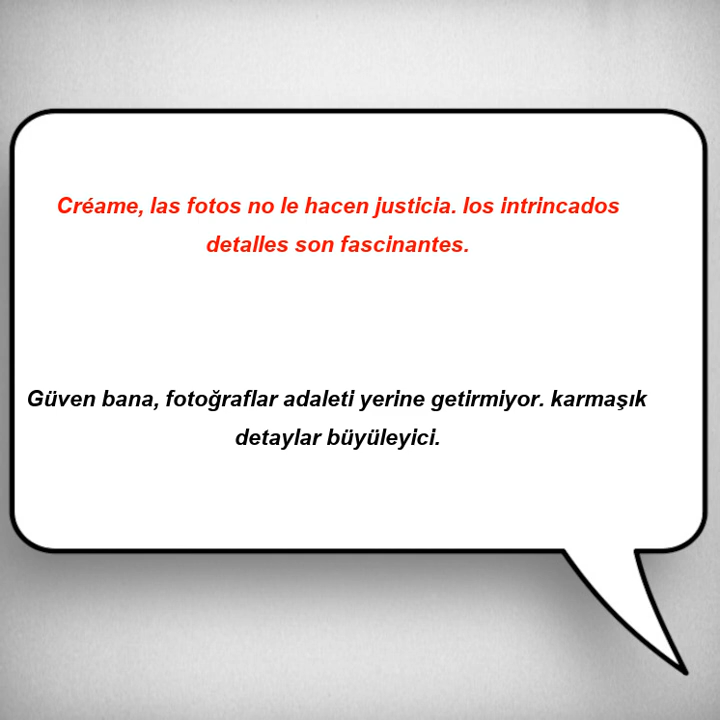 Créame, las fotos no le hacen justicia. los intrincados
detalles son fascinantes.
Güven bana, fotoğraflar adaleti yerine getirmiyor. karmaşık
detaylar büyüleyici.